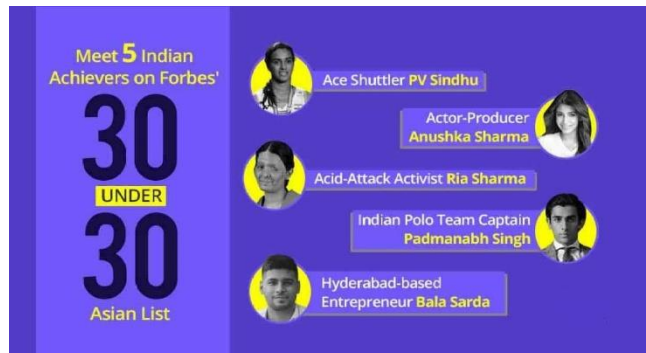 Meet 5 Indian
Achievers on Forbes'
30
UNDER
30
Asian List
Ace Shuttler PV Sindhu
Actor-Producer
Anushka Sharma
Acid-Attack Activist Ria Sharma
Indian Polo Team Captain
Padmanabh Singh
Hyderabad-based
Entrepreneur Bala Sarda